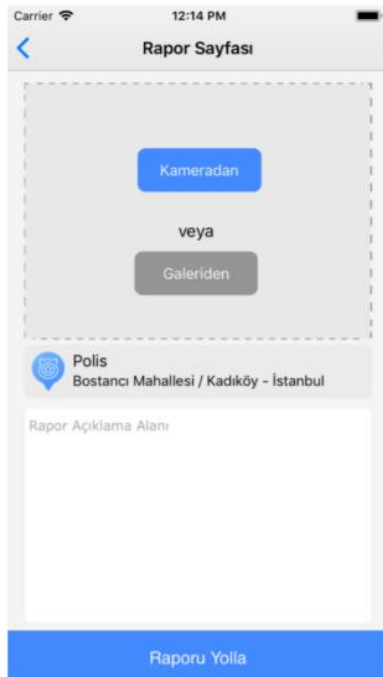 Carrier 12:14 PM
Rapor Sayfası
Kameradan
veya
Galeriden
Polis
Bostancı Mahallesi / Kadıköy - İstanbul
Rapor Açıklama Alanı
Raporu Yolla